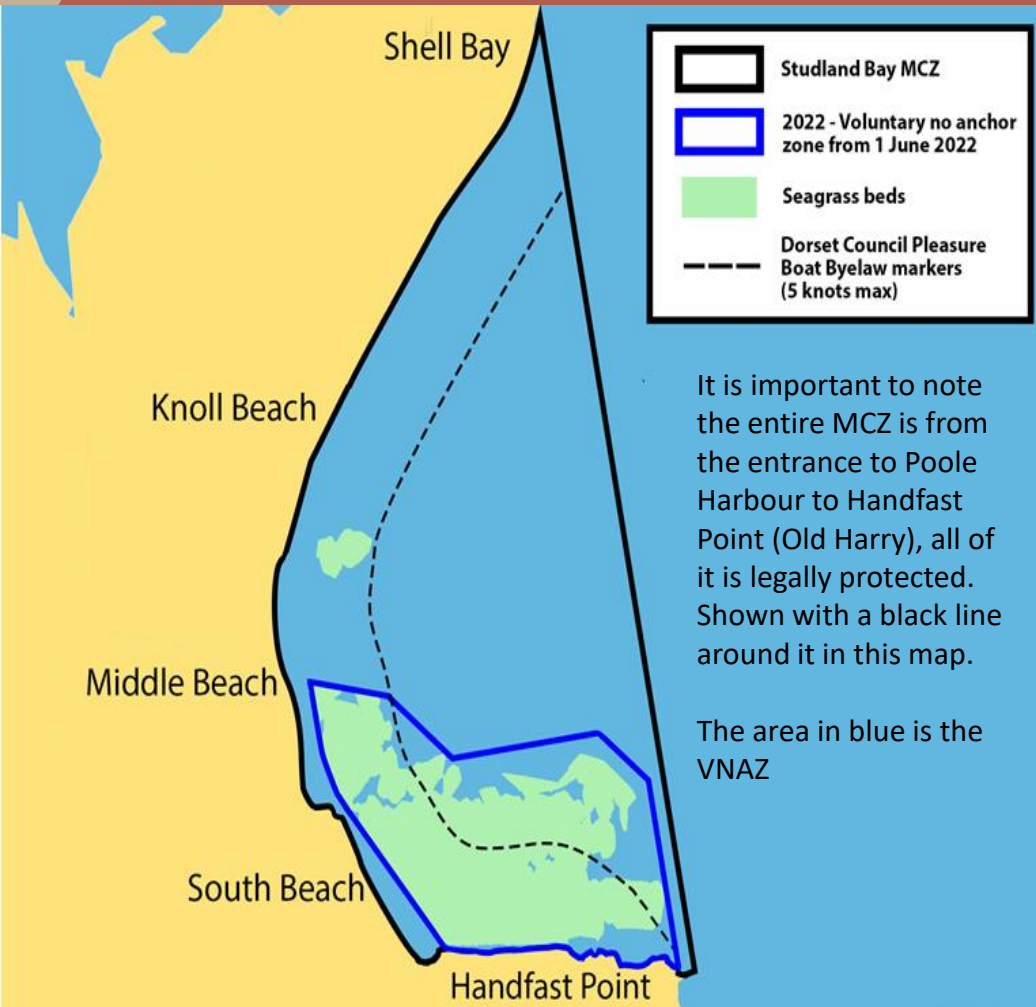 Shell Bay
Studland Bay MCZ
2022 - Voluntary no anchor
zone from 1 June 2022
Seagrass beds
Dorset Council Pleasure
Boat Byelaw markers
(5 knots max)
It is important to note
the entire MCZ is from
the entrance to Poole
Harbour to Handfast
Point (Old Harry), all of
it is legally protected.
Shown with a black line
around it in this map.
The area in blue is the
VNAZ
Knoll Beach
Middle Beach
South Beach
Handfast Point